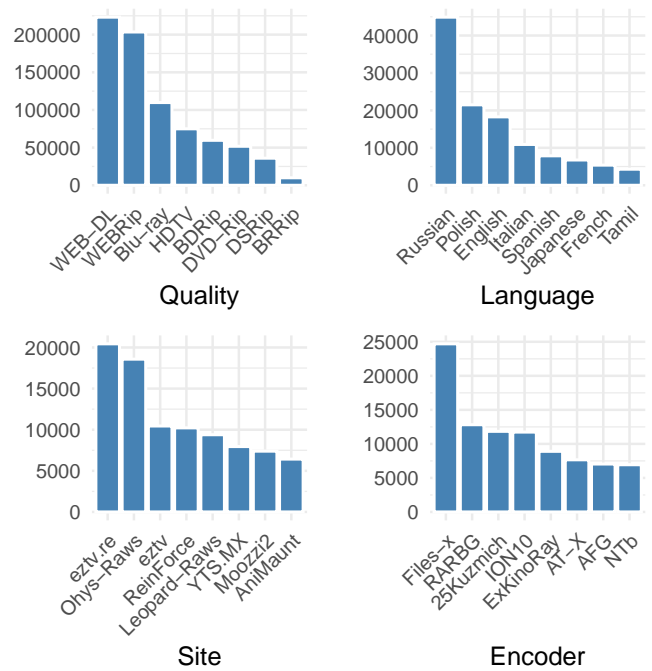 200000
150000
100000
50000
0
WEB−DL
WEBRip
Blu−ray
HDTV
BDRip
DVD−Rip
DSRip
BRRip
Quality
40000
30000
20000
10000
0
Russian
Polish
English
Italian
Spanish
Japanese
French
Tamil
Language
20000
15000
10000
5000
0
eztv.re
Ohys−Raws
eztv
ReinForce
Leopard−Raws
YTS.MX
Moozzi2
AniMaunt
Site
25000
20000
15000
10000
5000
0
Files−x
RARBG
25Kuzmich
ION10
ExKinoRay
AT−X
AFG
NTb
Encoder